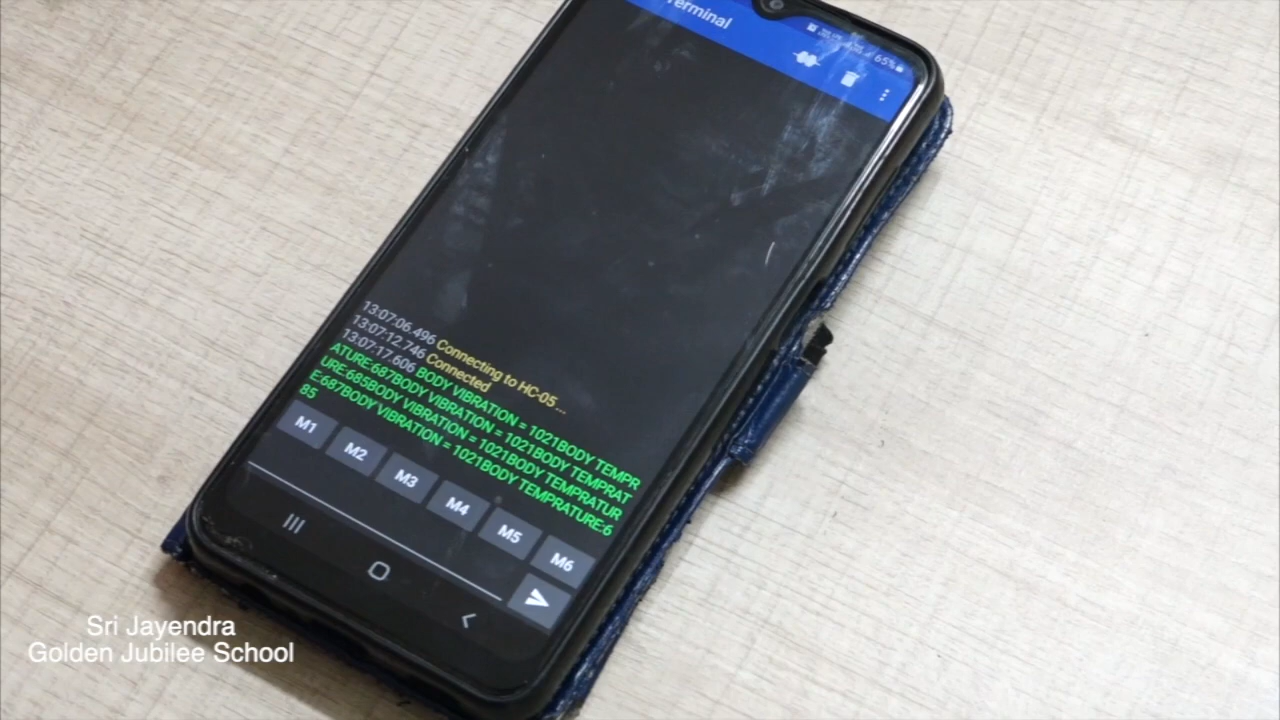 Terminal
65%
13:07:06.496 Connecting to HC-05...
13:07:12.746 Connected
13:07:17.606 BODY VIBRATION = 1021BODY TEMPR
ATURE:687BODY VIBRATION = 1021BODY TEMPRAT
URE:685BODY VIBRATION = 1021BODY TEMPRATUR
E:687BODY VIBRATION = 1021BODY TEMPRATURE:6
85
M1 M2 M3 M4 M5 M6
Sri Jayendra
Golden Jubilee School